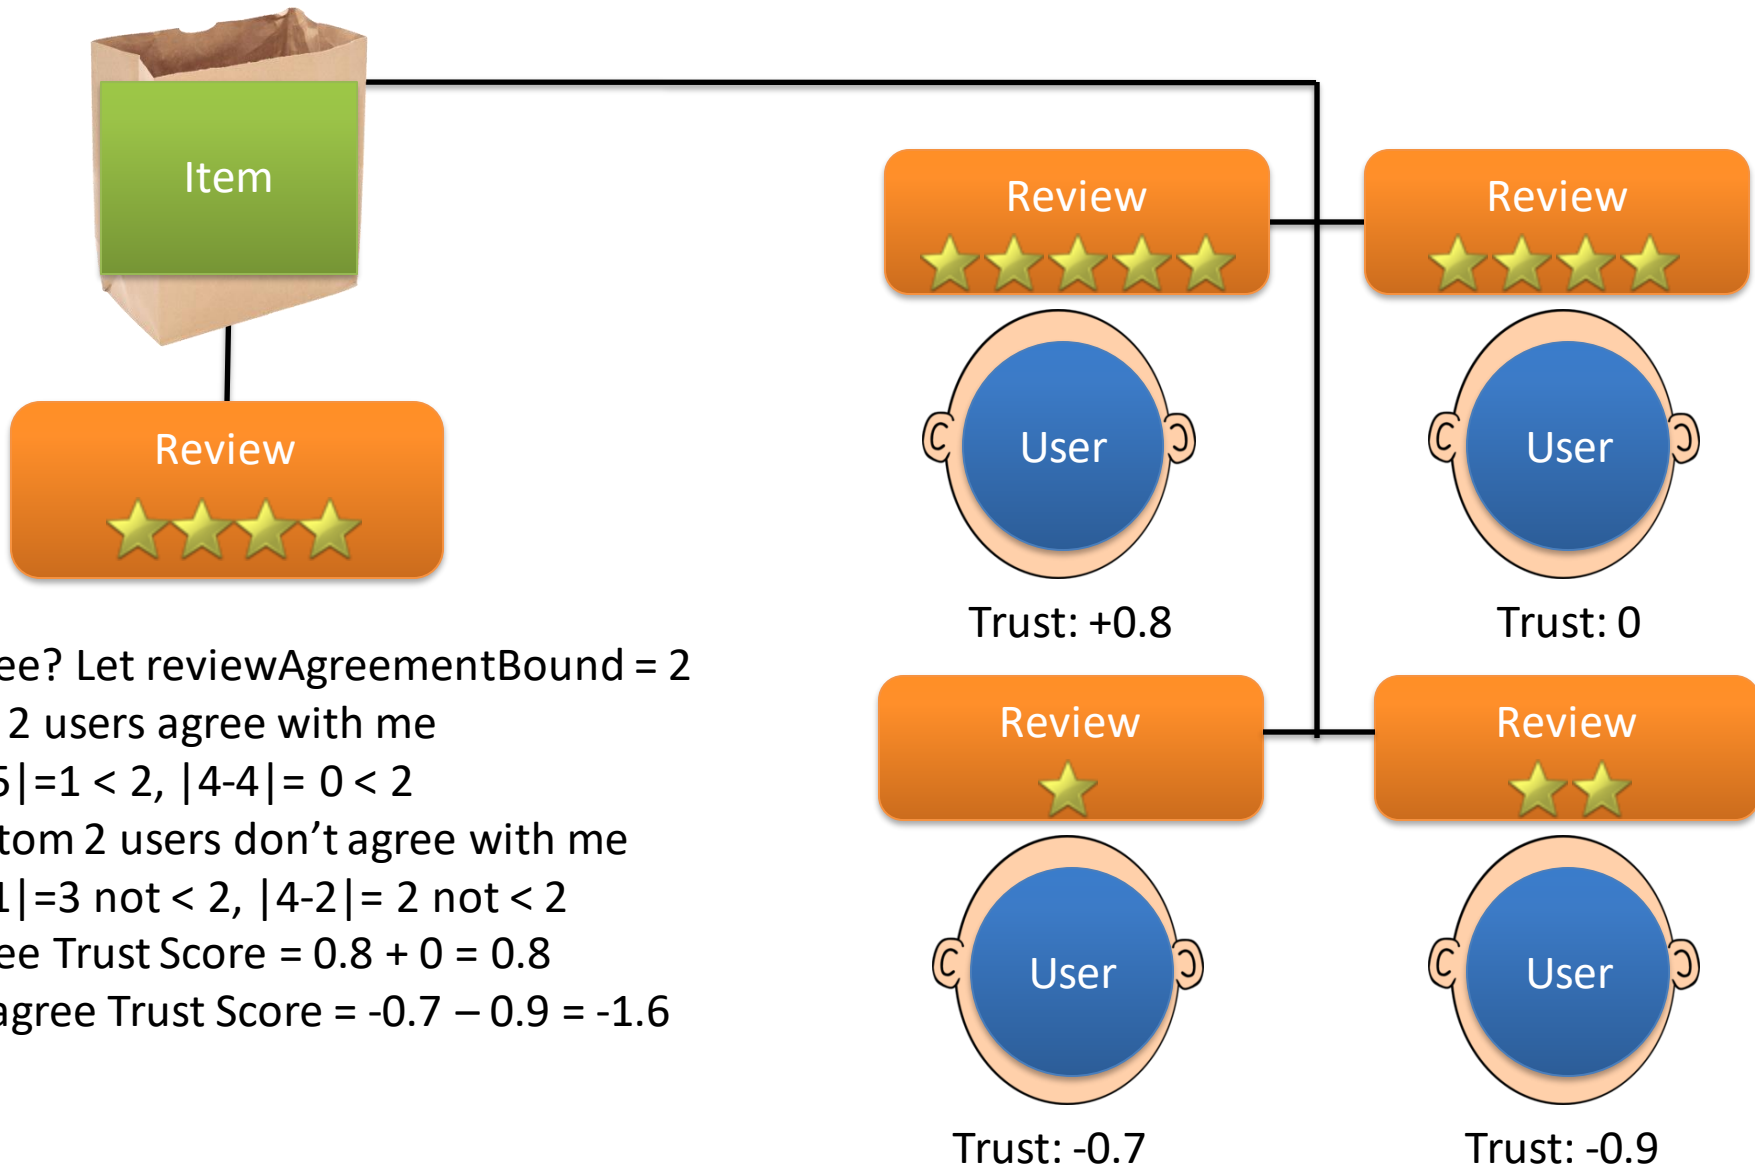 Item
Review
Review
Review
User
User
Trust: +0.8
Trust: 0
ee? Let reviewAgreementBound = 2
2 users agree with me
5|=1 < 2, |4-4|= 0 < 2
tom 2 users don’t agree with me
1|=3 not < 2, |4-2|= 2 not < 2
ee Trust Score = 0.8 + 0 = 0.8
agree Trust Score = -0.7 – 0.9 = -1.6
Review
Review
User
User
Trust: -0.7
Trust: -0.9